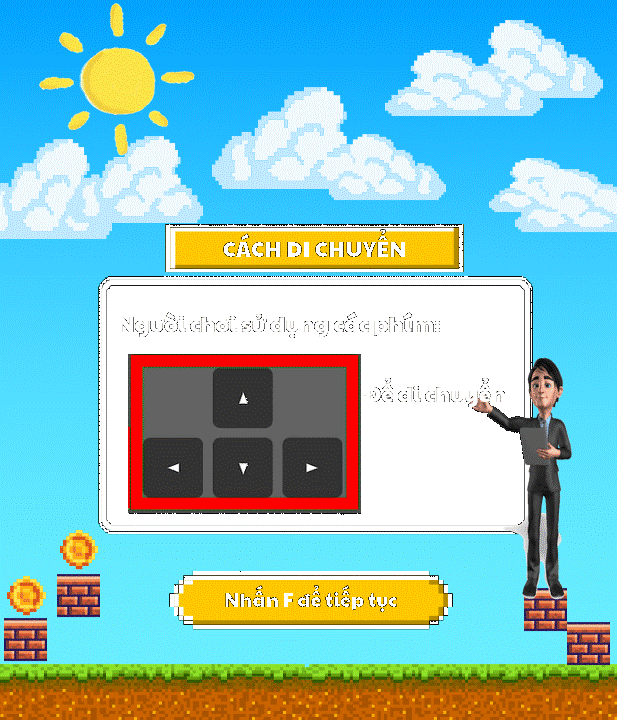 CÁCH DI CHUYỂN
Người chơi sử dụng các phím:
Để di chuyển
Nhấn F để tiếp tục